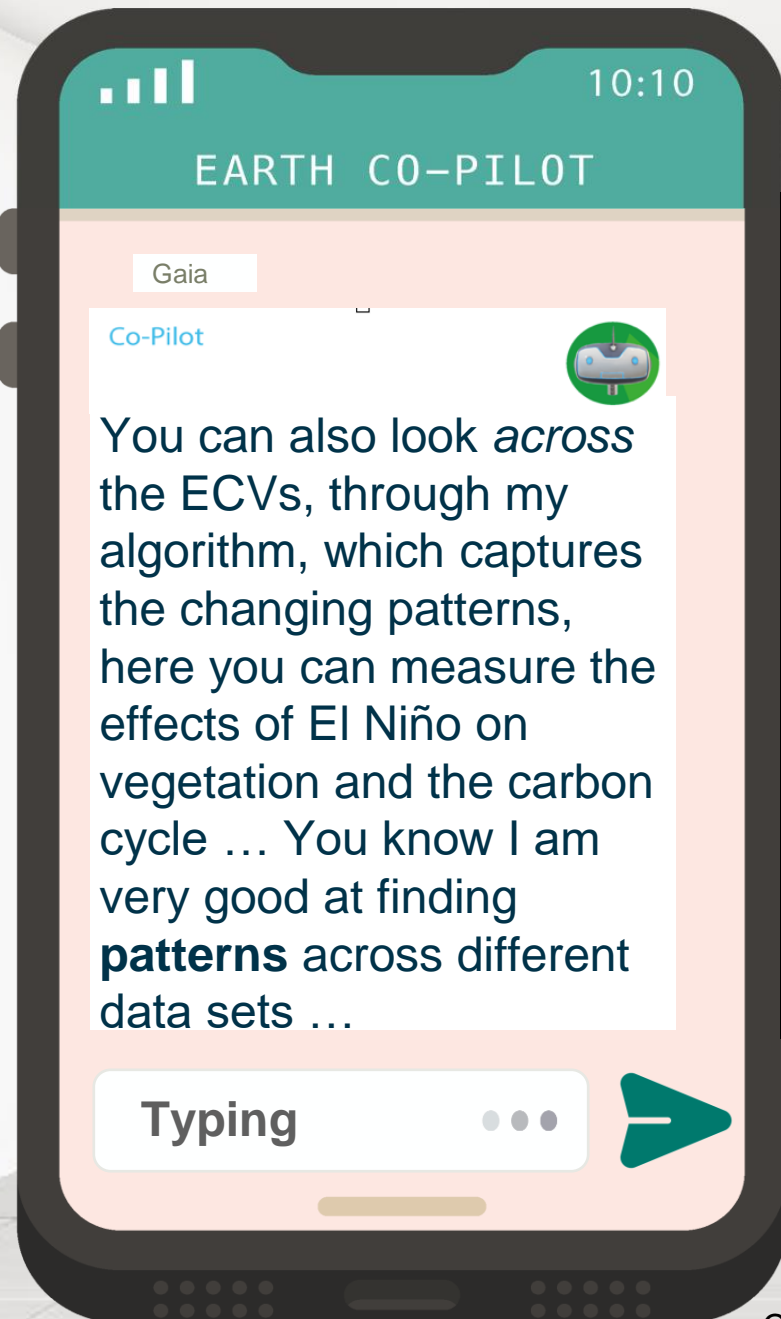 10:10
EARTH CO-PILOT
Gaia
Co-Pilot
You can also look across
the ECVs, through my
algorithm, which captures
the changing patterns,
here you can measure the
effects of El Niño on
vegetation and the carbon
cycle … You know I am
very good at finding
patterns across different
data sets …
Typing